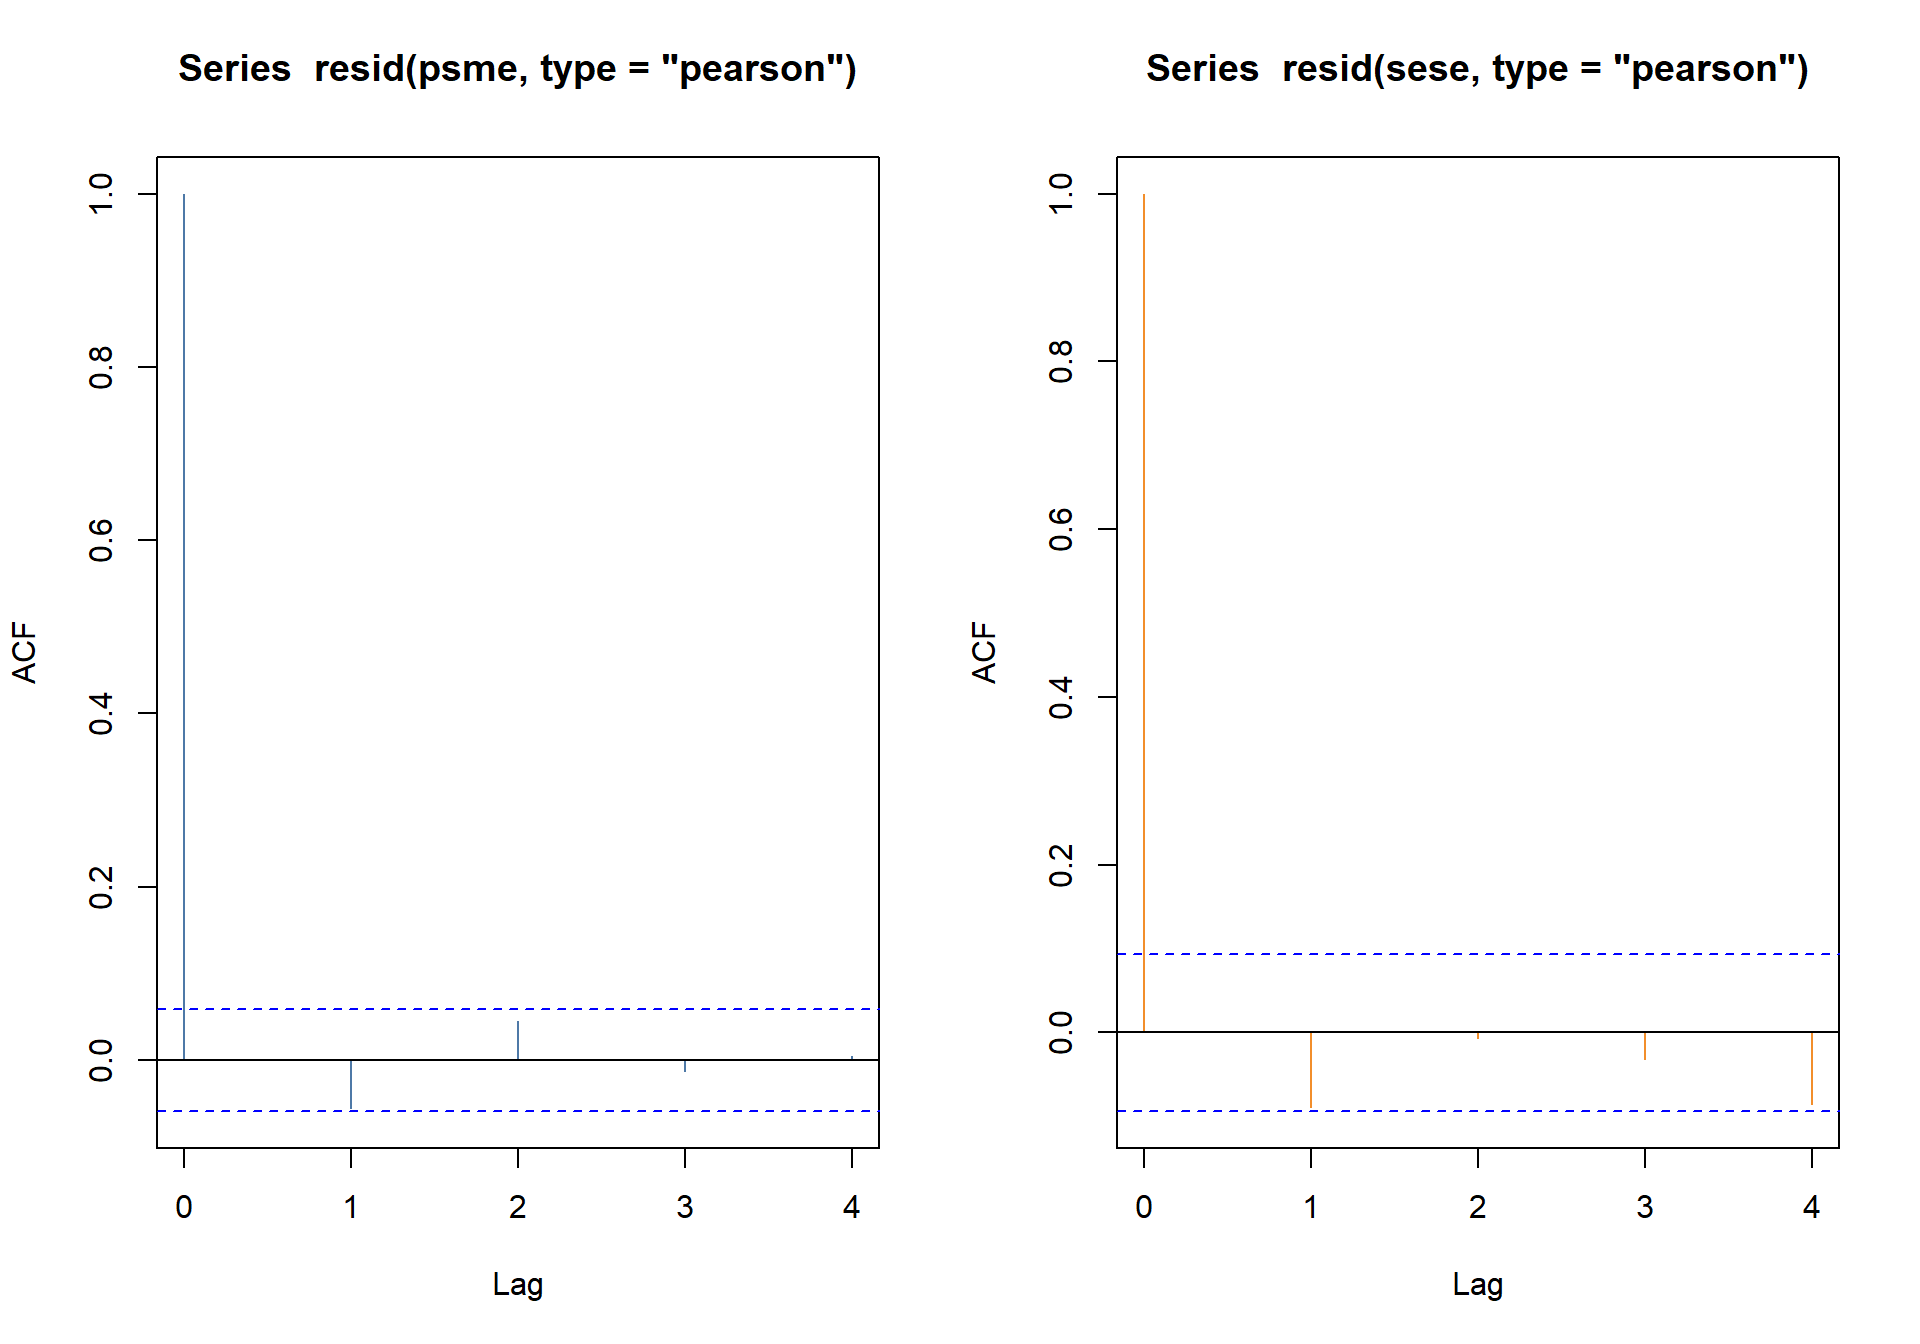 Series  resid(psme, type = "pearson")
ACF
1.0
0.8
0.6
0.4
0.2
0.0
0 1 2 3 4
Lag
Series  resid(sese, type = "pearson")
ACF
1.0
0.8
0.6
0.4
0.2
0.0
0 1 2 3 4
Lag